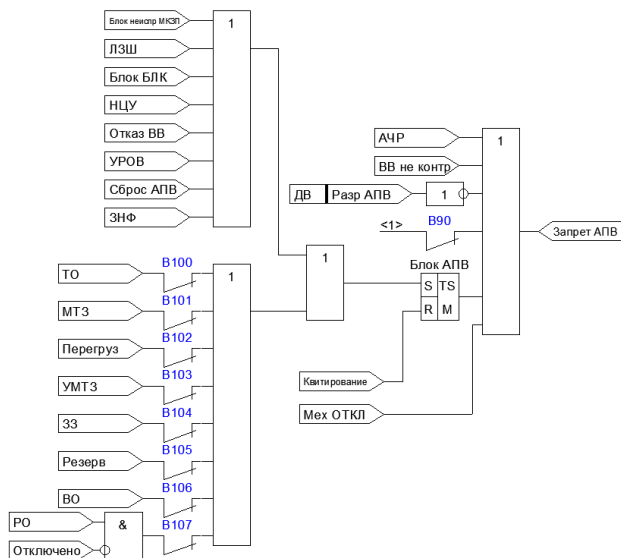 Блок неиспр МКЗП
1
ЛЗШ
Блок БЛК
НЦУ
Отказ ВВ
УРОВ
Сброс АПВ
ЗНФ
АЧР
1
ВВ не контр
ДВ Разр АПВ
1
<1>
B90
Запрет АПВ
Блок АПВ
S TS
R M
1
Квитирование
Мех ОТКЛ
ТО
B100
1
МТЗ
B101
Перегруз
B102
УМТЗ
B103
ЗЗ
B104
Резерв
B105
ВО
B106
РО
&
B107
Отключено